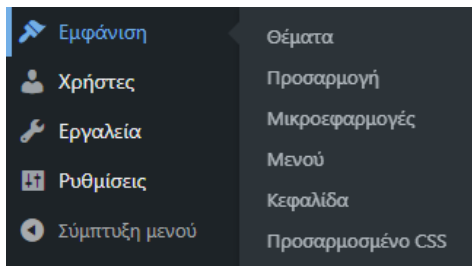 Εμφάνιση
Χρήστες
Εργαλεία
Ρυθμίσεις
Σύμπτυξη μενού
Θέματα
Προσαρμογή
Μικροεφαρμογές
Μενού
Κεφαλίδα
Προσαρμοσμένο CSS